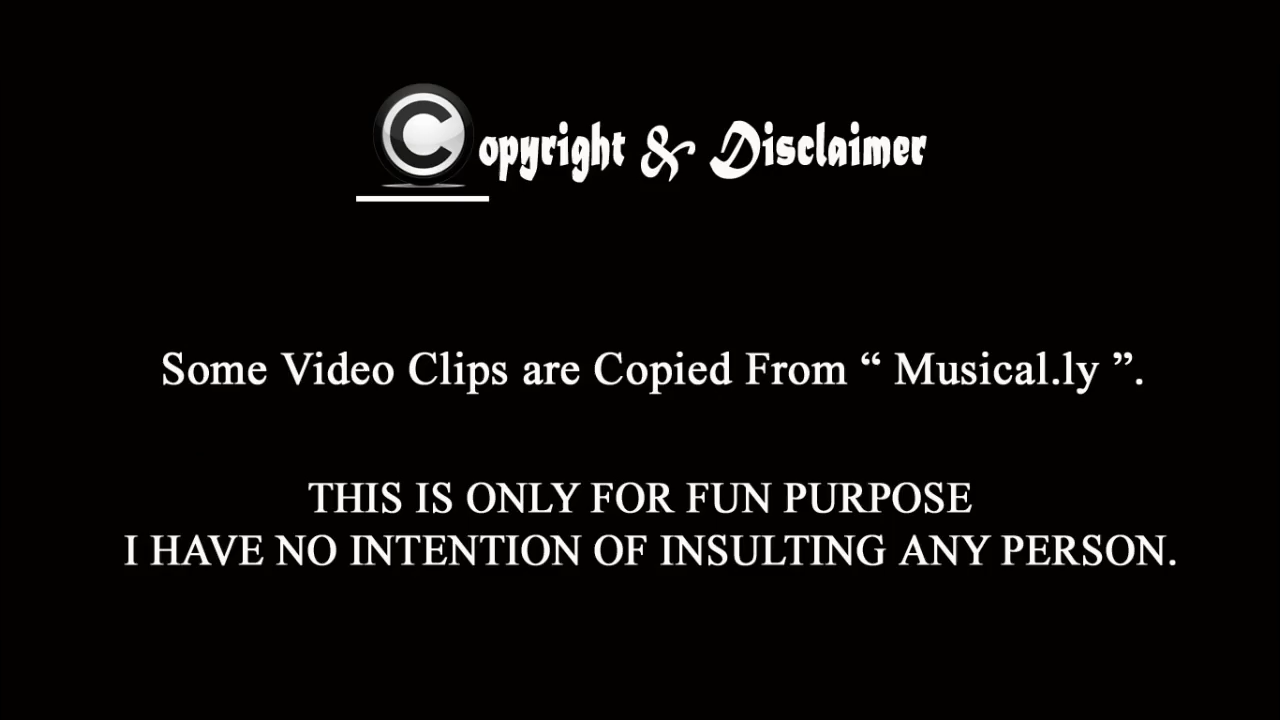 Copyright & Disclaimer
Some Video Clips are Copied From “ Musical.ly ”.
THIS IS ONLY FOR FUN PURPOSE
I HAVE NO INTENTION OF INSULTING ANY PERSON.